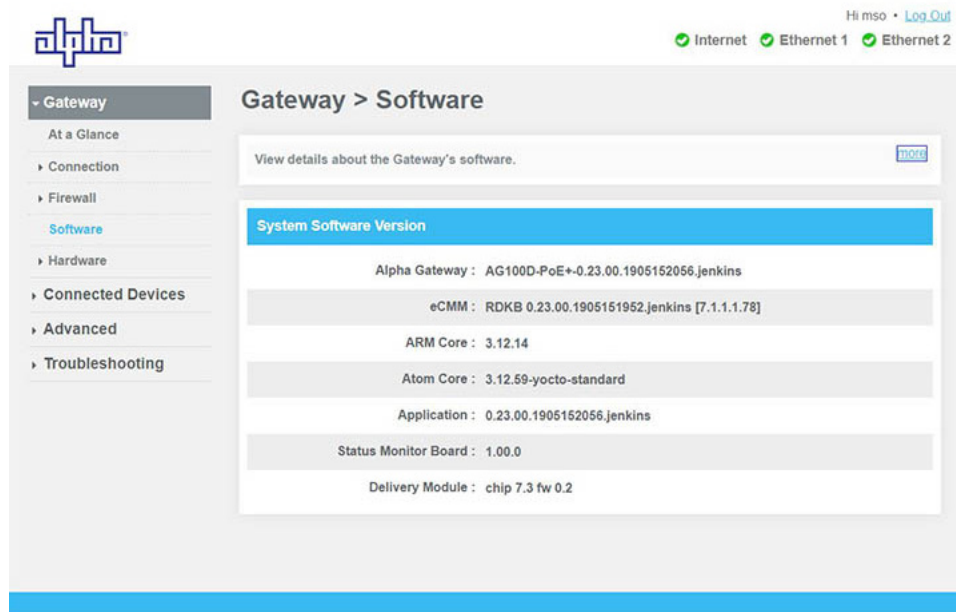 alpha
Hi mso • Log Out
Internet Ethernet 1 Ethernet 2
Gateway
At a Glance
Connection
Firewall
Software
Hardware
Connected Devices
Advanced
Troubleshooting
Gateway > Software
View details about the Gateway's software.
more
System Software Version
Alpha Gateway : AG100D-PoE+-0.23.00.1905152056.jenkins
eCMM : RDKB 0.23.00.1905151952.jenkins [7.1.1.1.78]
ARM Core : 3.12.14
Atom Core : 3.12.59-yocto-standard
Application : 0.23.00.1905152056.jenkins
Status Monitor Board : 1.00.0
Delivery Module : chip 7.3 fw 0.2